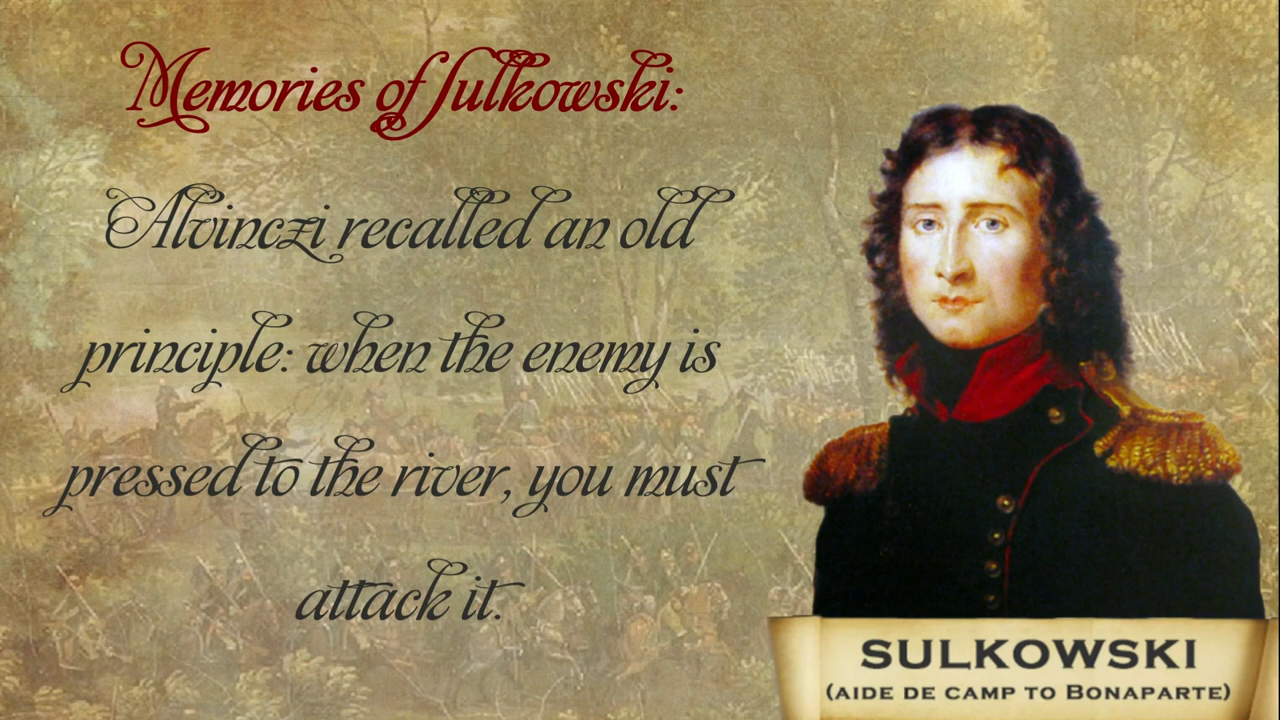 Memories of Sulkowski:
Alvinczi recalled an old
principle: when the enemy is
pressed to the river, you must
attack it.
SULKOWSKI
(AIDE DE CAMP TO BONAPARTE)